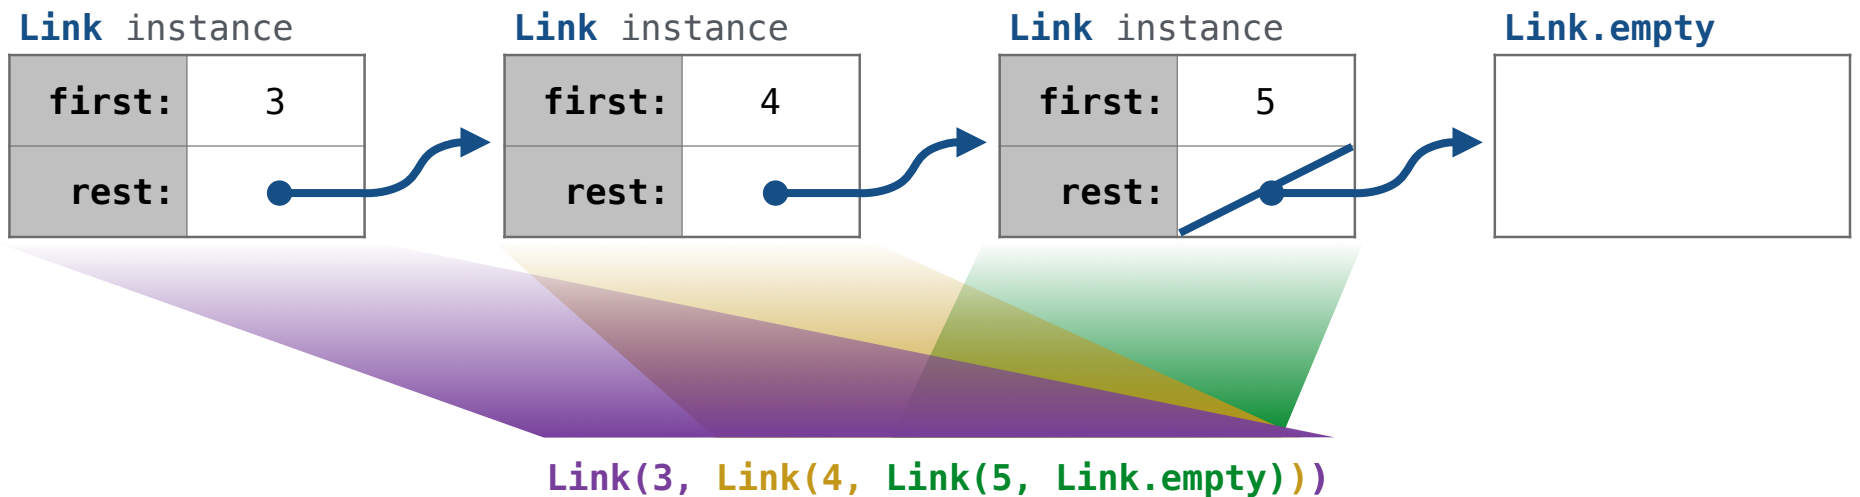 Link instance Link instance Link instance Link.empty
first: 3 first: 4 first: 5
rest: rest: rest:
Link(3, Link(4, Link(5, Link.empty)))